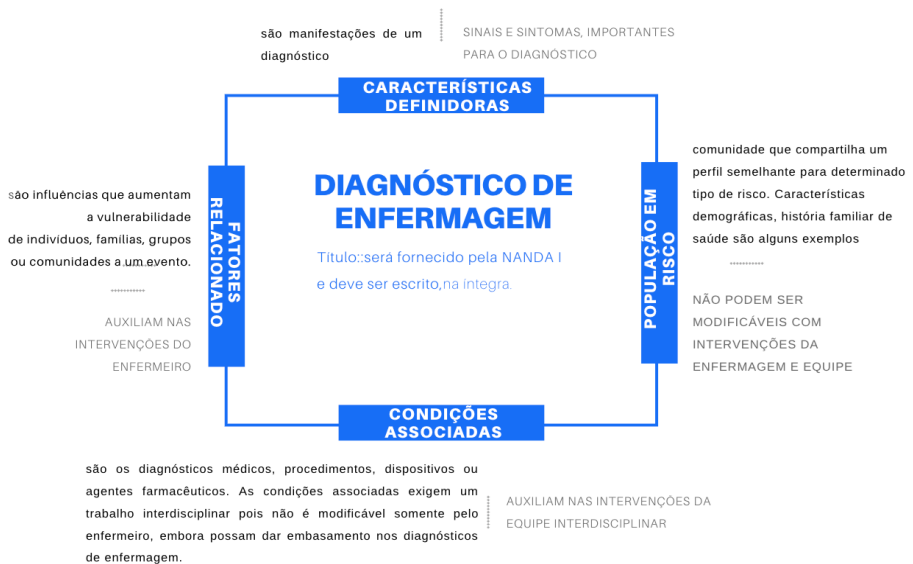 são manifestações de um
diagnóstico
SINAIS E SINTOMAS, IMPORTANTES
PARA O DIAGNÓSTICO
CARACTERÍSTICAS
DEFINIDORAS
são influências que aumentam
a vulnerabilidade
de indivíduos, famílias, grupos
ou comunidades a um evento.
AUXILIAM NAS
INTERVENÇÕES DO
ENFERMEIRO
FATORES
RELACIONADO
DIAGNÓSTICO DE
ENFERMAGEM
Título::será fornecido pela NANDA I
e deve ser escrito,na íntegra.
POPULAÇÃO EM
RISCO
comunidade que compartilha um
perfil semelhante para determinado
tipo de risco. Características
demográficas, história familiar de
saúde são alguns exemplos
NÃO PODEM SER
MODIFICÁVEIS COM
INTERVENÇÕES DA
ENFERMAGEM E EQUIPE
CONDIÇÕES
ASSOCIADAS
são os diagnósticos médicos, procedimentos, dispositivos ou
agentes farmacêuticos. As condições associadas exigem um
trabalho interdisciplinar pois não é modificável somente pelo
enfermeiro, embora possam dar embasamento nos diagnósticos
de enfermagem.
AUXILIAM NAS INTERVENÇÕES DA
EQUIPE INTERDISCIPLINAR